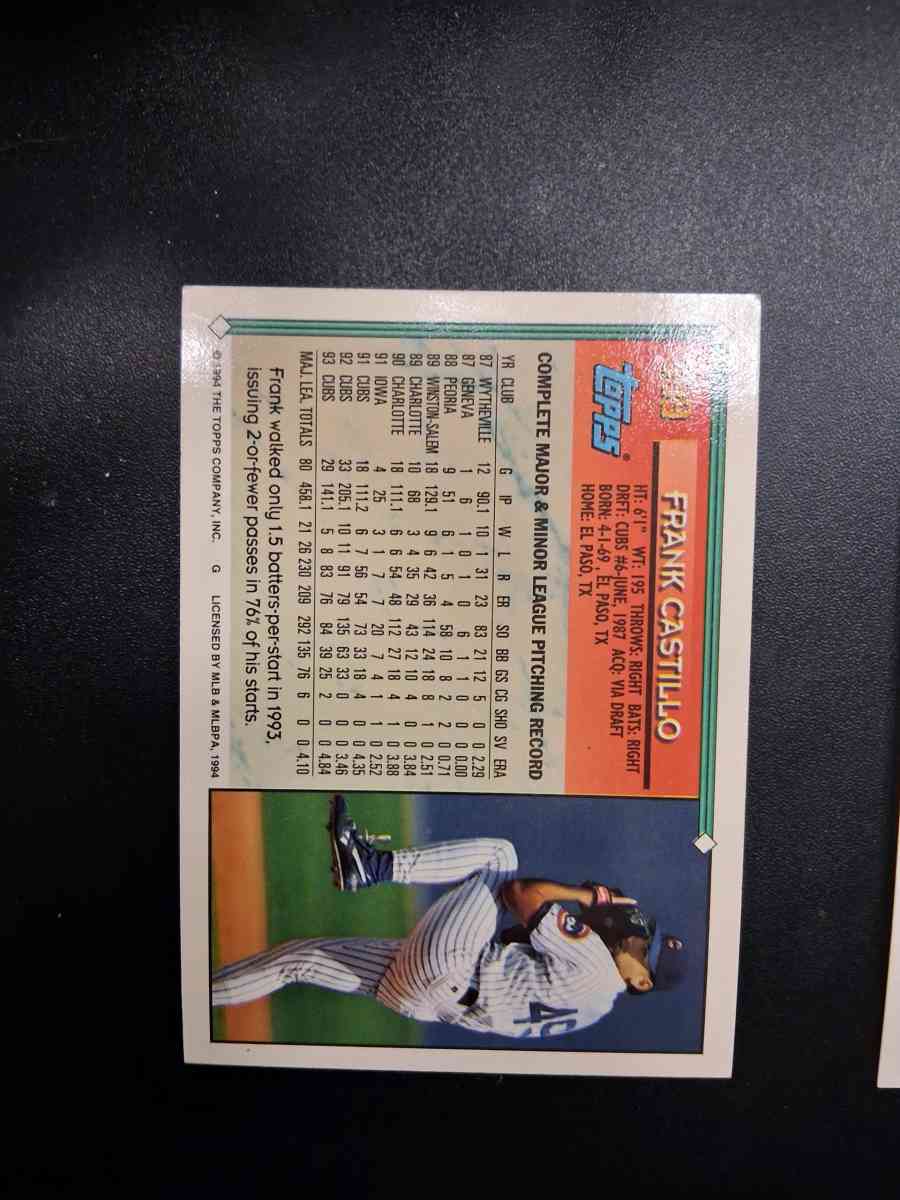 topps®
FRANK CASTILLO
HT: 6'1" WT: 195 THROWS: RIGHT BATS: RIGHT
DRFT: CUBS #6-JUNE, 1987 ACQ: VIA DRAFT
BORN: 4-1-69, EL PASO, TX
HOME: EL PASO, TX
COMPLETE MAJOR & MINOR LEAGUE PITCHING RECORD
YR CLUB G IP W L R ER SO BB GS CG SHO SV ERA
87 WYTHEVILLE 12 90.1 10 1 31 23 83 21 12 5 0 0 2.29
87 GENEVA 1 6 1 0 1 0 6 1 1 0 0 0 0.00
88 PEORIA 9 51 6 1 5 4 58 10 8 2 2 0 0.71
89 WINSTON-SALEM 18 129.1 9 6 42 36 114 24 18 8 1 0 2.51
89 CHARLOTTE 10 68 3 4 35 29 43 12 10 4 0 0 3.84
90 CHARLOTTE 18 111.1 6 6 54 48 112 27 18 4 1 0 3.88
91 IOWA 4 25 3 1 7 7 20 7 4 1 1 0 2.52
91 CUBS 18 111.2 6 7 56 54 73 33 18 4 0 0 4.35
92 CUBS 33 205.1 10 11 91 79 135 63 33 0 0 0 3.46
93 CUBS 29 141.1 5 8 83 76 84 39 25 2 0 0 4.84
MAJ. LEA. TOTALS 80 458.1 21 26 230 209 292 135 76 6 0 0 4.10
Frank walked only 1.5 batters-per-start in 1993,
issuing 2-or-fewer passes in 76% of his starts.
© 1994 THE TOPPS COMPANY, INC. G LICENSED BY MLB & MLBPA, 1994